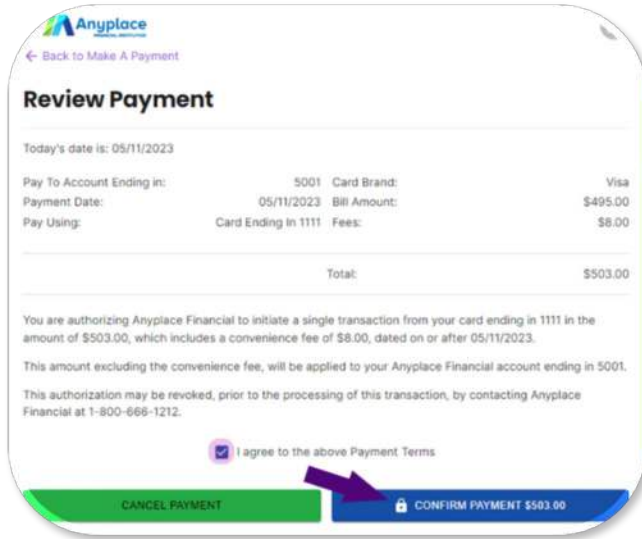 Anyplace
FINANCIAL INSTITUTION
← Back to Make A Payment
Review Payment
Today's date is: 05/11/2023
Pay To Account Ending in: 5001 Card Brand: Visa
Payment Date: 05/11/2023 Bill Amount: $495.00
Pay Using: Card Ending In 1111 Fees: $8.00
Total: $503.00
You are authorizing Anyplace Financial to initiate a single transaction from your card ending in 1111 in the
amount of $503.00, which includes a convenience fee of $8.00, dated on or after 05/11/2023.
This amount excluding the convenience fee, will be applied to your Anyplace Financial account ending in 5001.
This authorization may be revoked, prior to the processing of this transaction, by contacting Anyplace
Financial at 1-800-666-1212.
I agree to the above Payment Terms
CANCEL PAYMENT CONFIRM PAYMENT $503.00